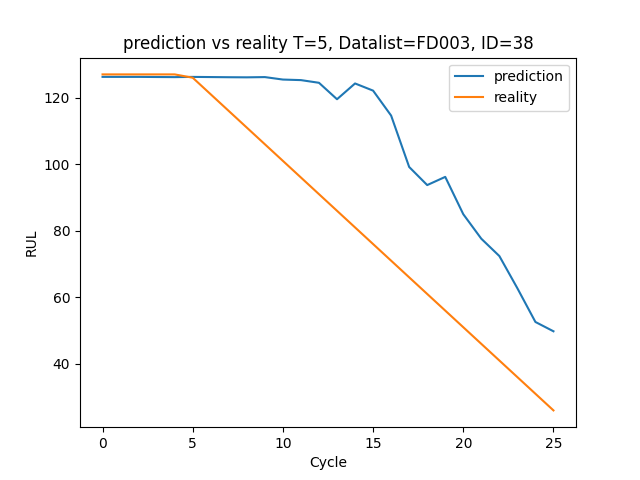 prediction vs reality T=5, Datalist=FD003, ID=38
prediction
reality
120
100
80
60
40
RUL
0 5 10 15 20 25
Cycle